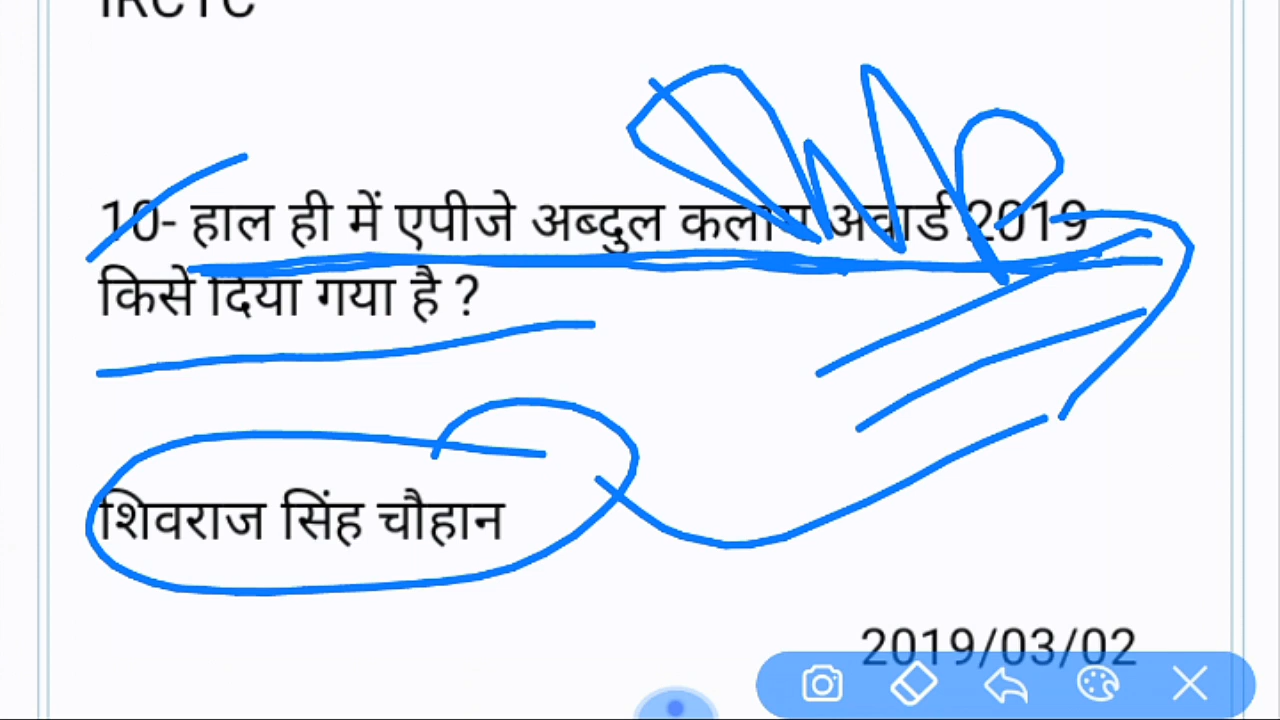 IRCTC
10- हाल ही में एपीजे अब्दुल कलाम अवार्ड 2019
किसे दिया गया है ?
शिवराज सिंह चौहान
2019/03/02